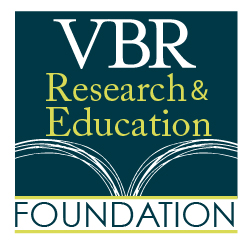 VBR
Research &
Education
FOUNDATION